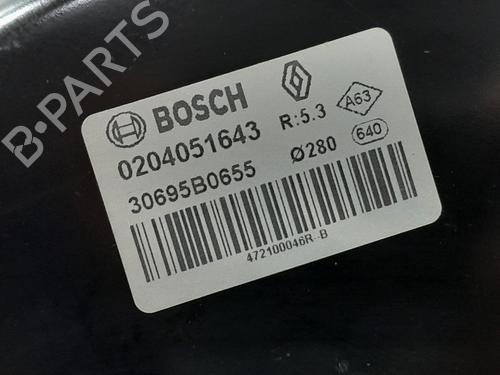 B-PARTS
BOSCH
0204051643
R:5.3
A63
30695B0655
Ø280
640
472100046R--B